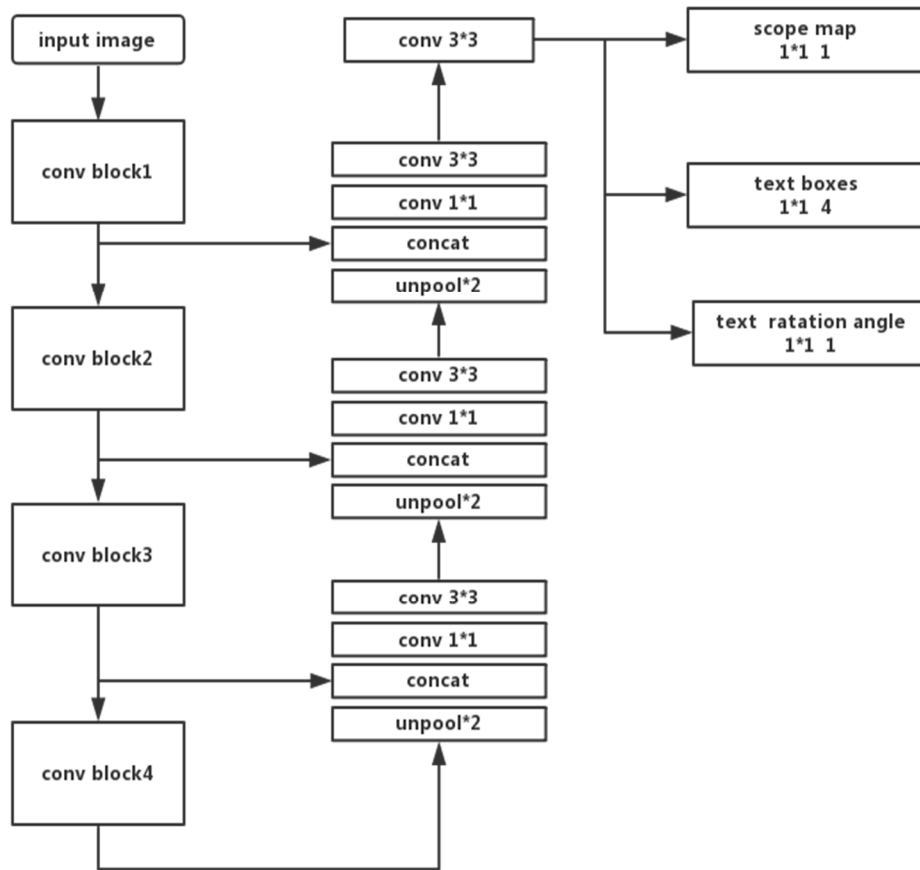 input image
conv block1
conv block2
conv block3
conv block4
conv 3*3
conv 3*3
conv 1*1
concat
unpool*2
conv 3*3
conv 1*1
concat
unpool*2
conv 3*3
conv 1*1
concat
unpool*2
scope map
1*1 1
text boxes
1*1 4
text ratation angle
1*1 1